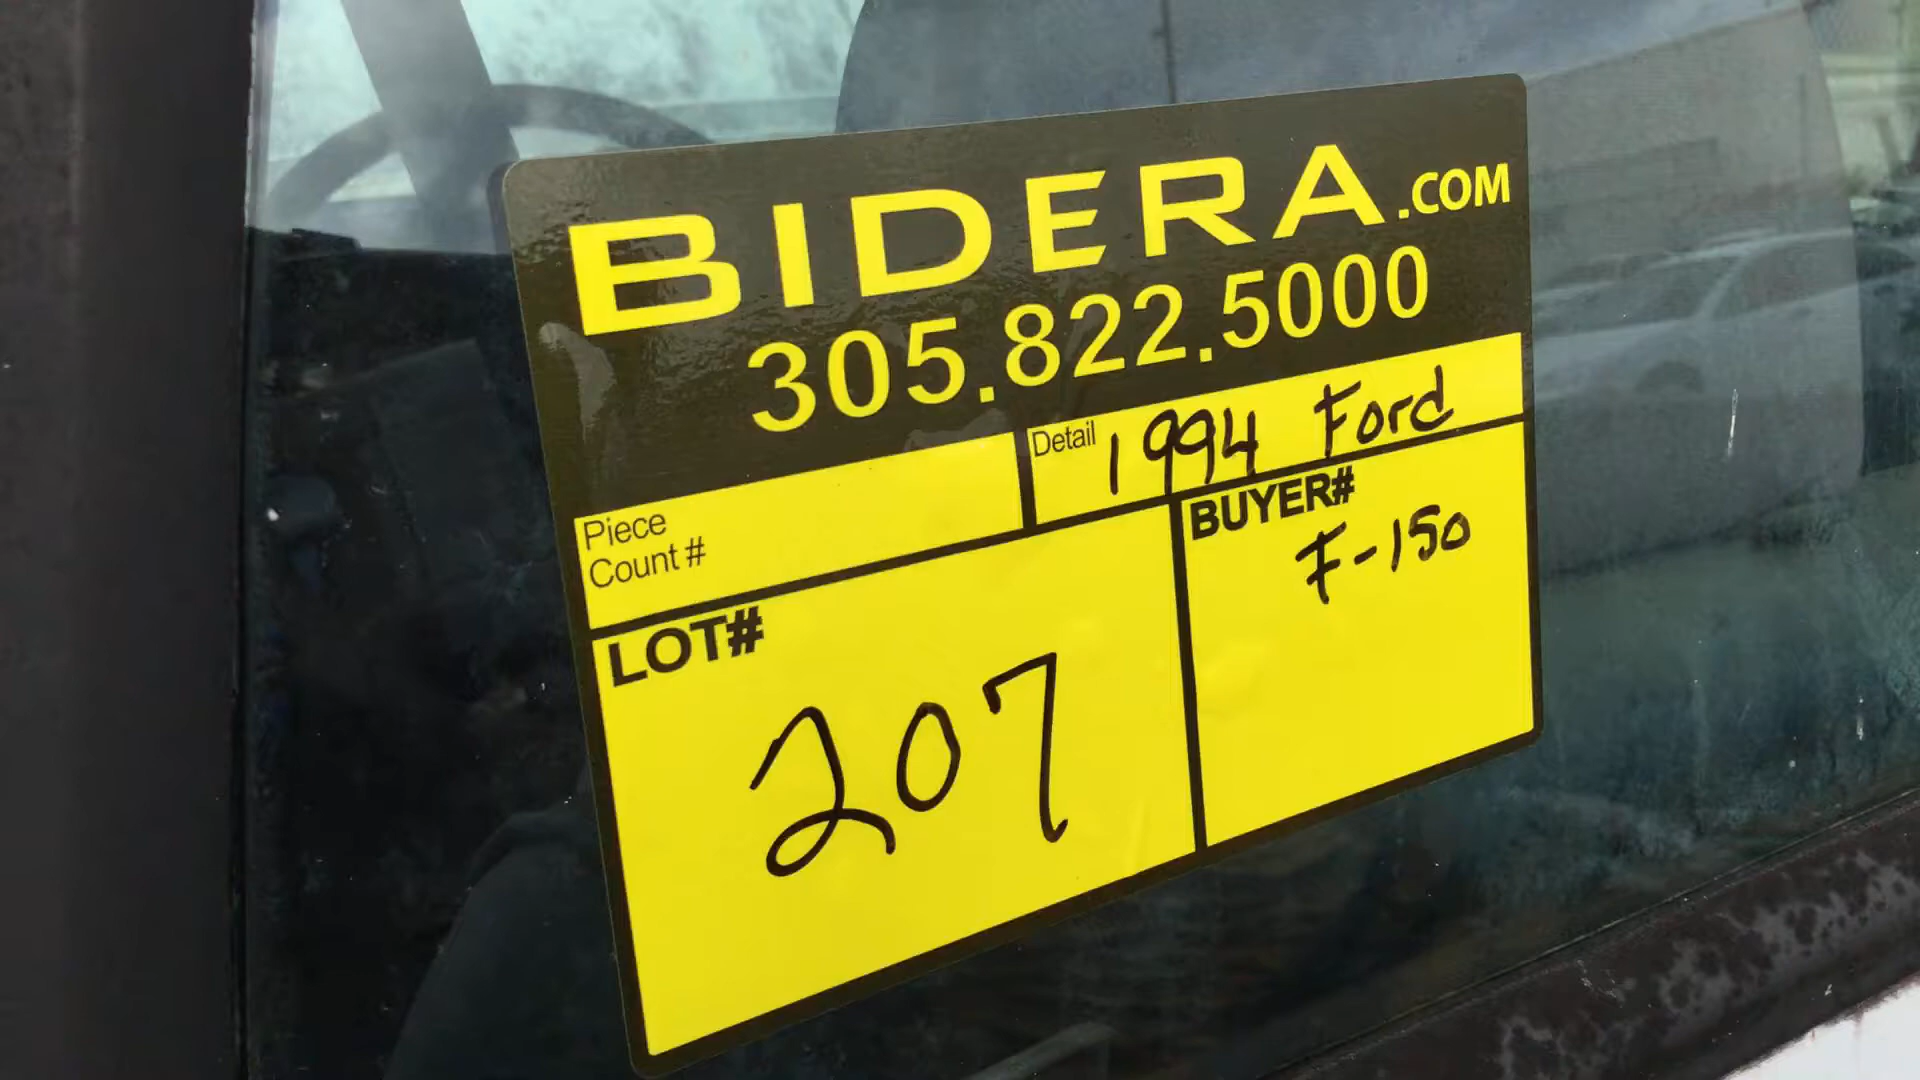 BIDERA.COM
305.822.5000
Piece
Count #
Detail 1994 Ford
LOT#
207
BUYER#
F-150